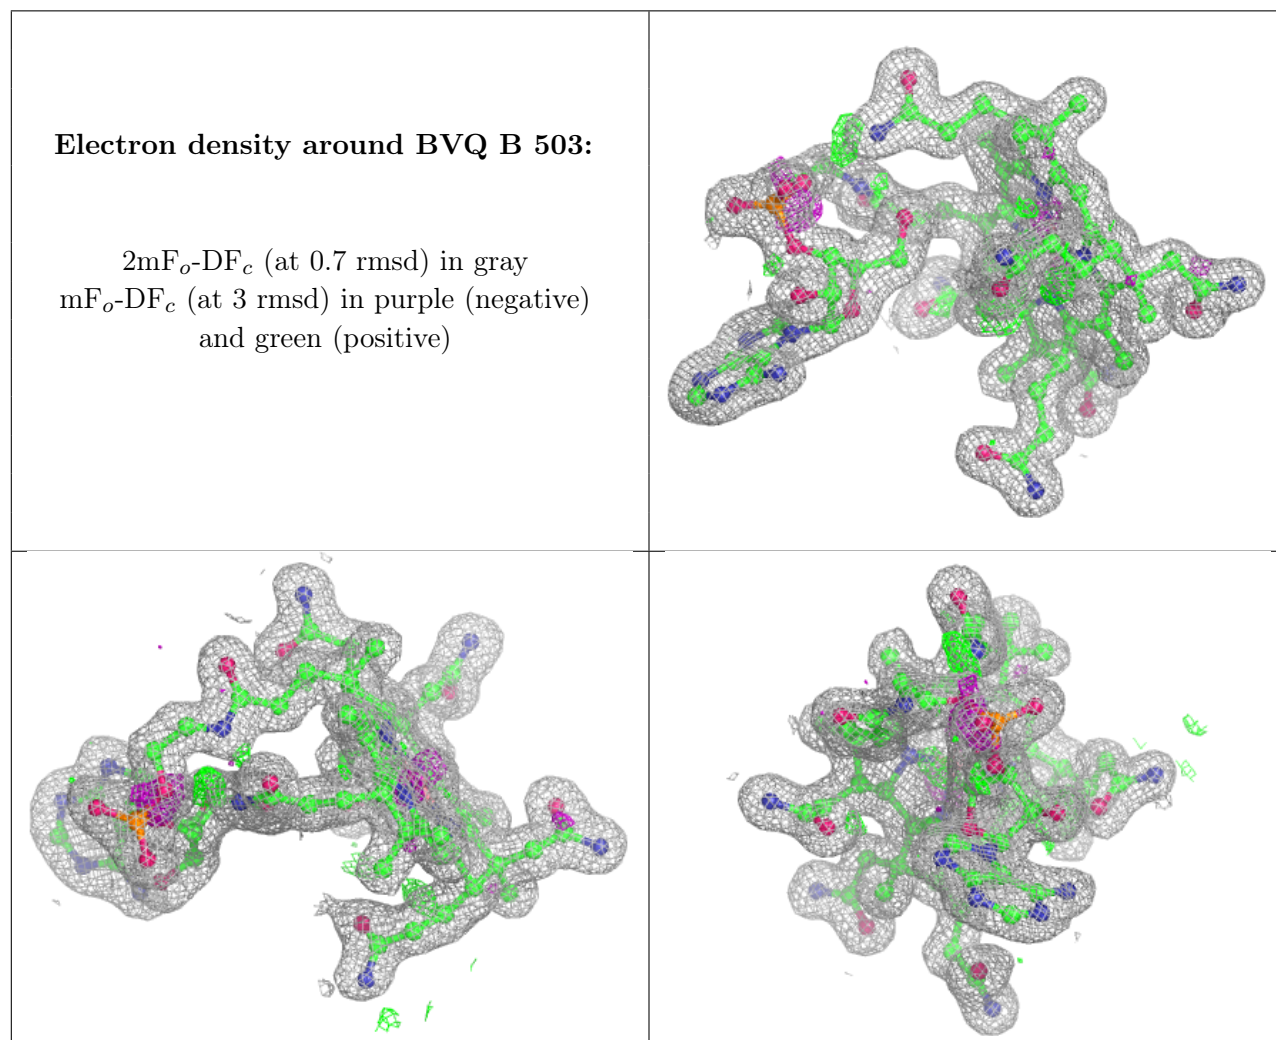 Electron density around BVQ B 503:
2mFo-DFc (at 0.7 rmsd) in gray
mFo-DFc (at 3 rmsd) in purple (negative)
and green (positive)